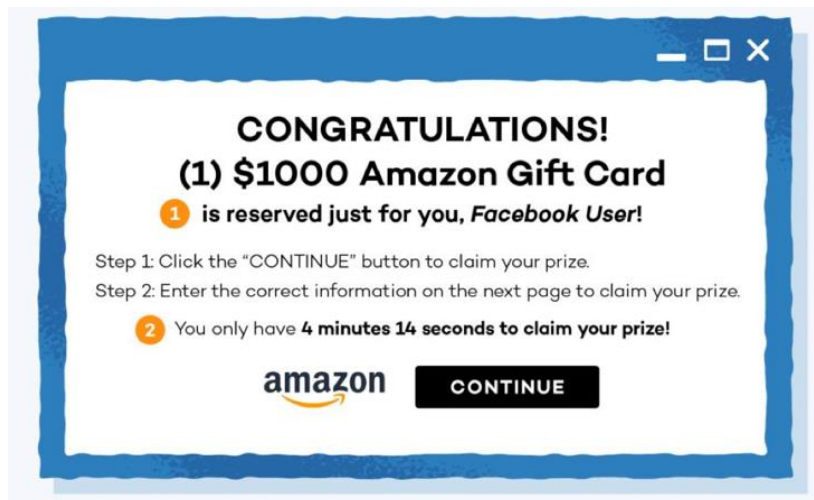 CONGRATULATIONS!
(1) $1000 Amazon Gift Card
1 is reserved just for you, Facebook User!
Step 1: Click the “CONTINUE” button to claim your prize.
Step 2: Enter the correct information on the next page to claim your prize.
2 You only have 4 minutes 14 seconds to claim your prize!
amazon CONTINUE